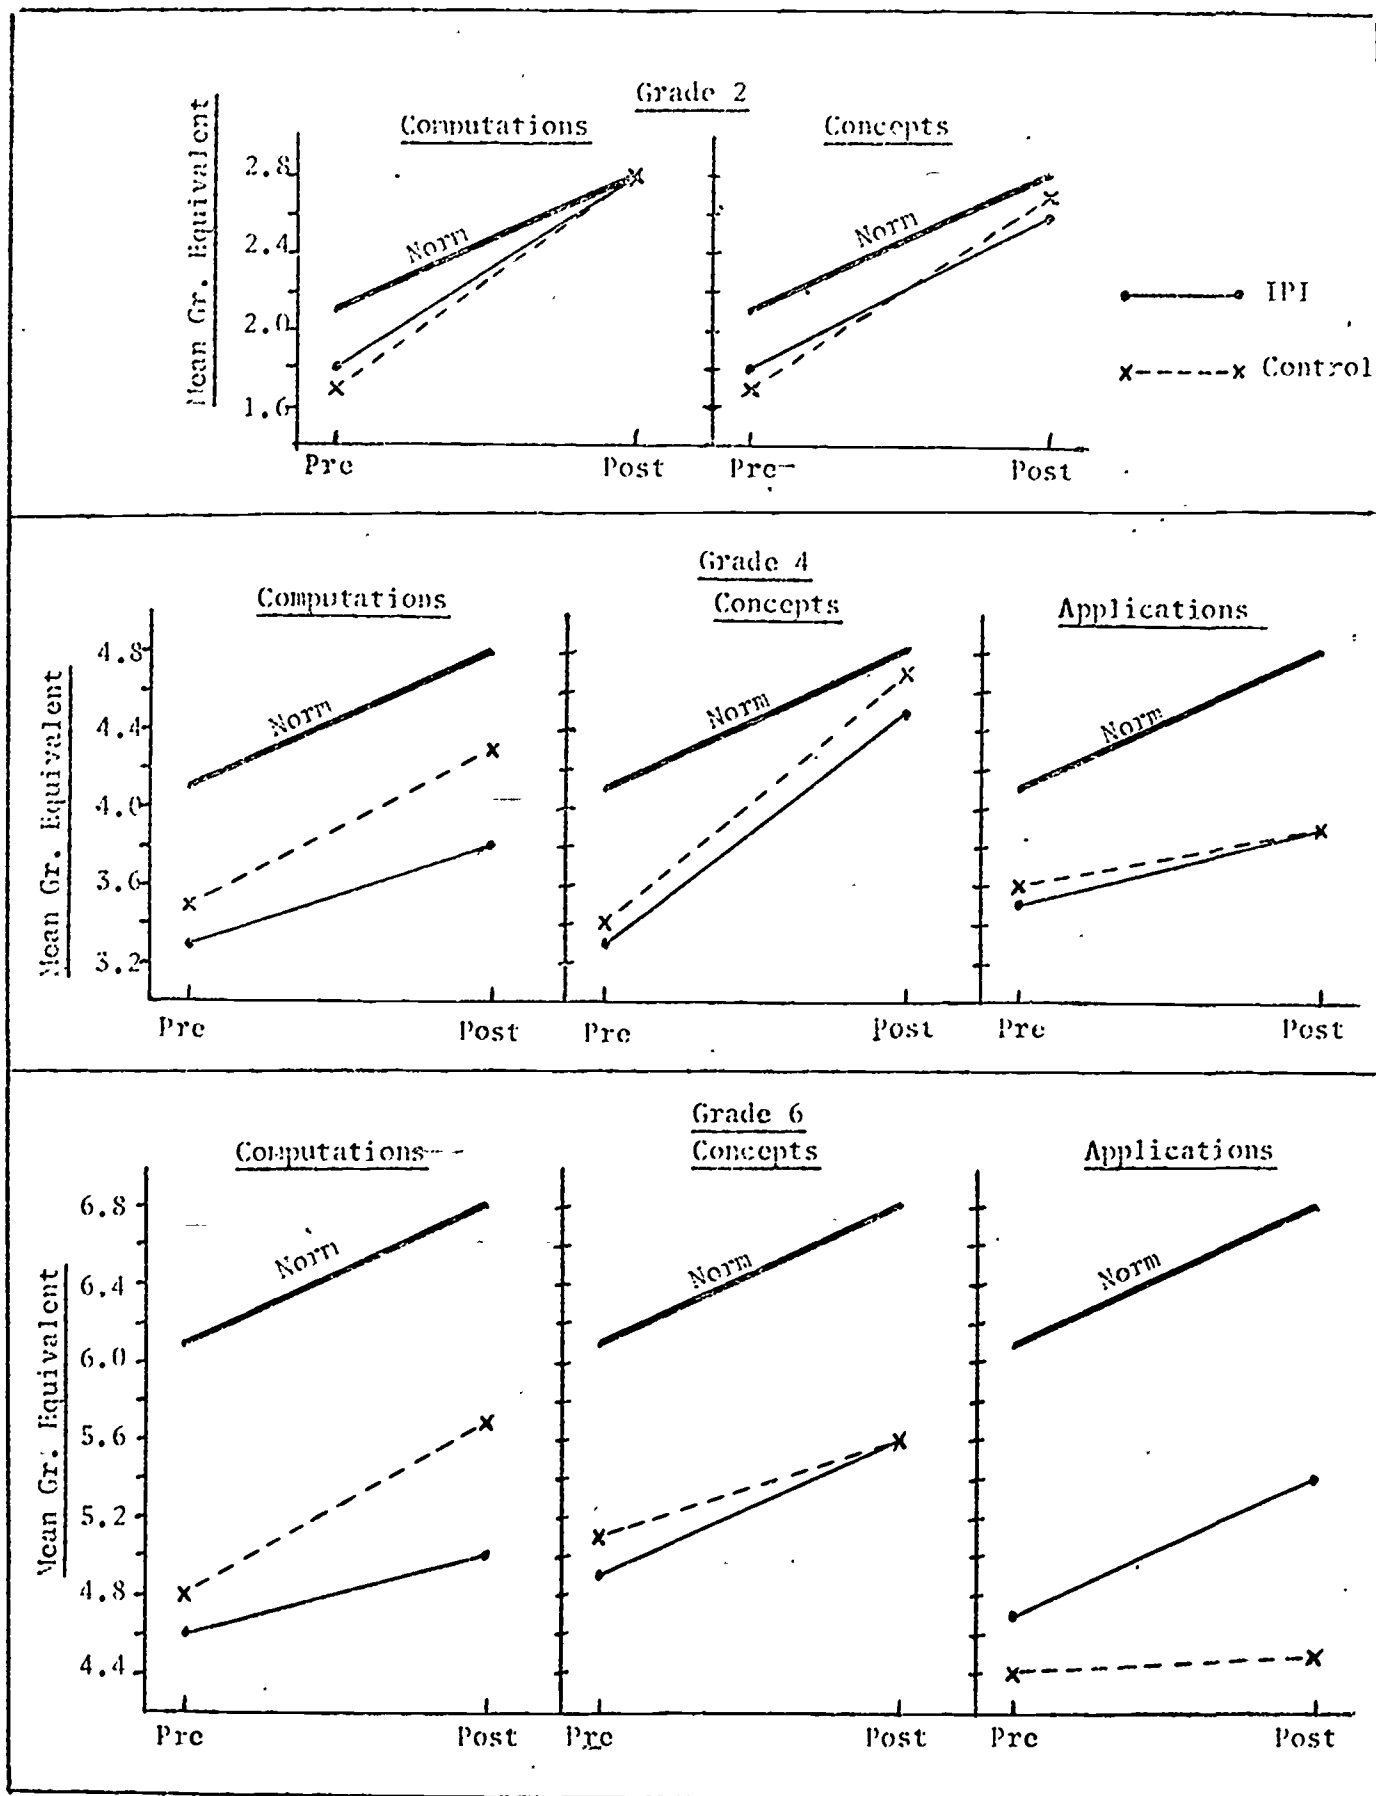 Grade 2
Computations
Concepts
Mean Gr. Equivalent
2.8
2.4
2.0
1.6
Norm
Norm
IPI
Control
Pre
Post
Pre
Post
Grade 4
Computations
Concepts
Applications
Mean Gr. Equivalent
4.8
4.4
4.0
3.6
3.2
Norm
Norm
Norm
Pre
Post
Pre
Post
Pre
Post
Grade 6
Computations
Concepts
Applications
Mean Gr. Equivalent
6.8
6.4
6.0
5.6
5.2
4.8
4.4
Norm
Norm
Norm
Pre
Post
Pre
Post
Pre
Post